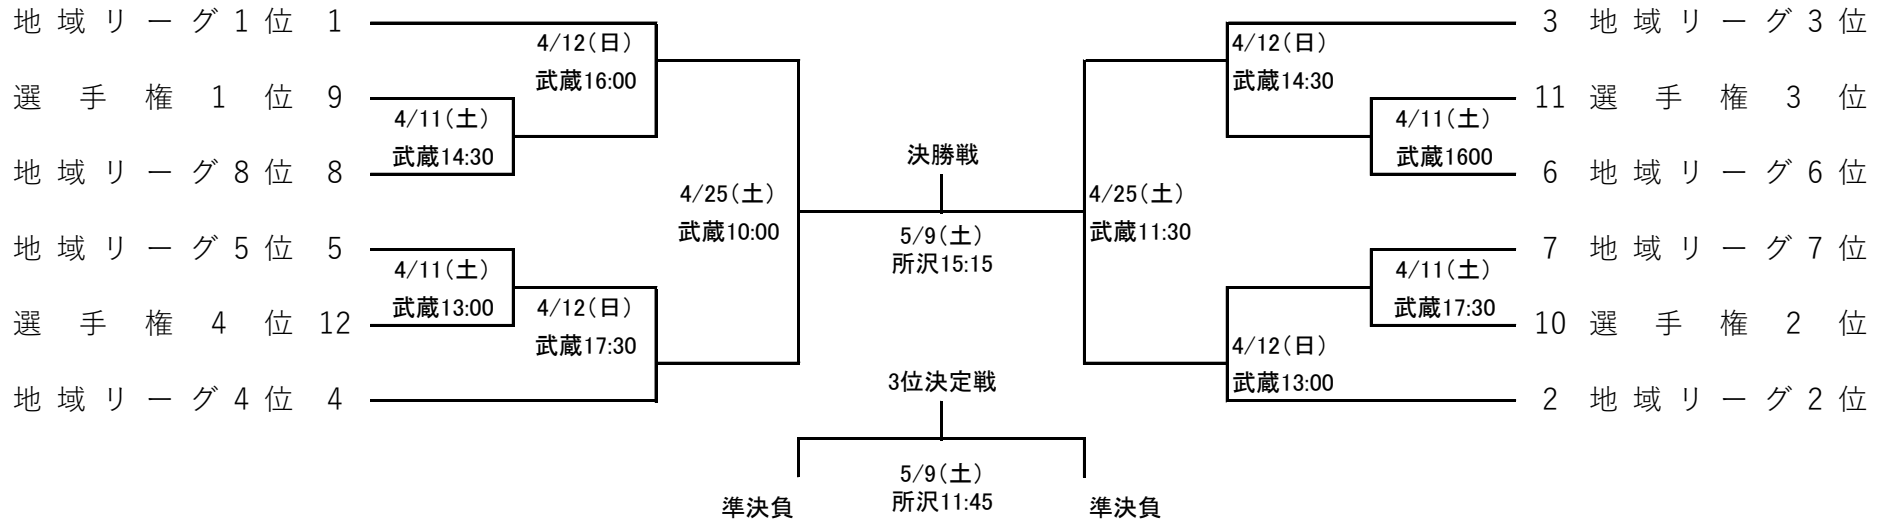 地域リーグ1位 1
4/12(日)
武蔵16:00
選手権1位 9
4/11(土)
武蔵14:30
地域リーグ8位 8
4/25(土)
武蔵10:00
地域リーグ5位 5
4/11(土)
武蔵13:00
選手権4位 12
4/12(日)
武蔵17:30
地域リーグ4位 4
決勝戦
5/9(土)
所沢15:15
3位決定戦
5/9(土)
所沢11:45
準決負
準決負
3 地域リーグ3位
4/12(日)
武蔵14:30
11 選手権3位
4/11(土)
武蔵1600
6 地域リーグ6位
4/25(土)
武蔵11:30
7 地域リーグ7位
4/11(土)
武蔵17:30
10 選手権2位
4/12(日)
武蔵13:00
2 地域リーグ2位